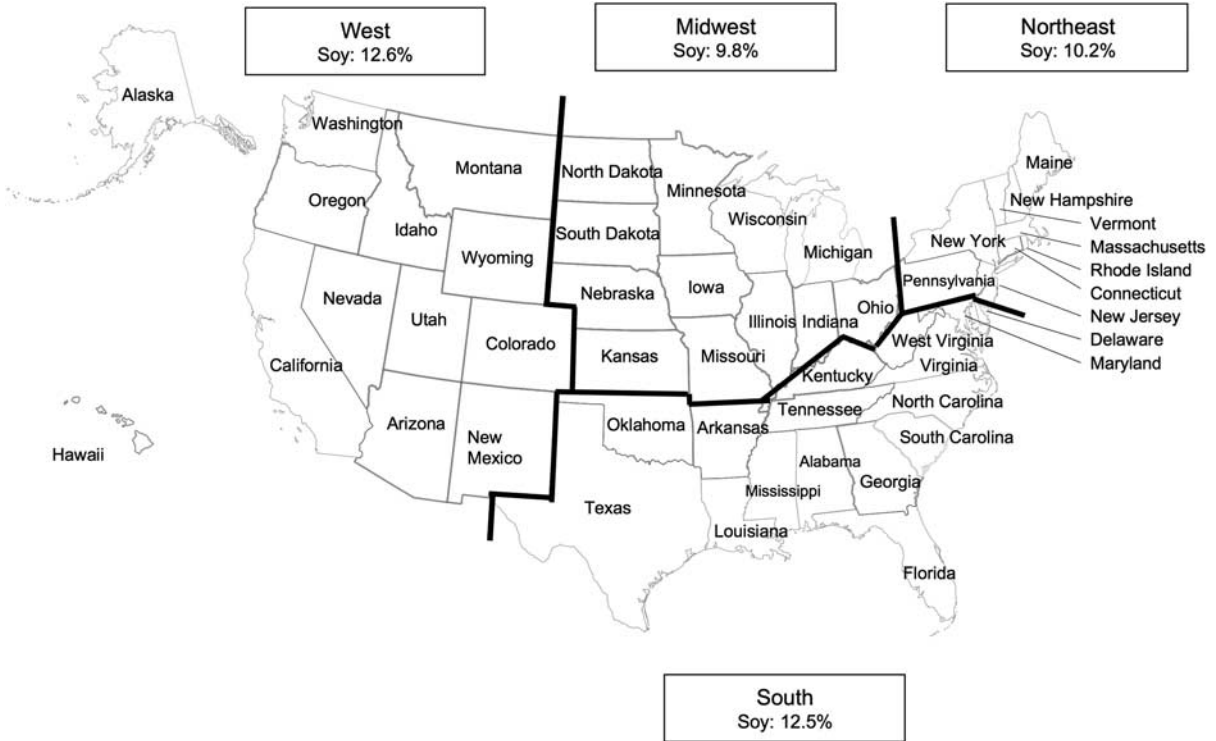 West
Soy: 12.6%
Midwest
Soy: 9.8%
Northeast
Soy: 10.2%
Alaska
Washington
Montana
North Dakota
Minnesota
Maine
Oregon
Idaho
Wisconsin
New Hampshire
Vermont
South Dakota
Michigan
New York
Massachusetts
Wyoming
Rhode Island
Pennsylvania
Nebraska
Iowa
Connecticut
Nevada
Utah
Illinois
Indiana
Ohio
New Jersey
Colorado
Kansas
Missouri
West Virginia
Delaware
California
Kentucky
Virginia
Maryland
Arizona
New
Mexico
Oklahoma
Arkansas
Tennessee
North Carolina
South Carolina
Hawaii
Alabama
Georgia
Mississippi
Texas
Louisiana
Florida
South
Soy: 12.5%